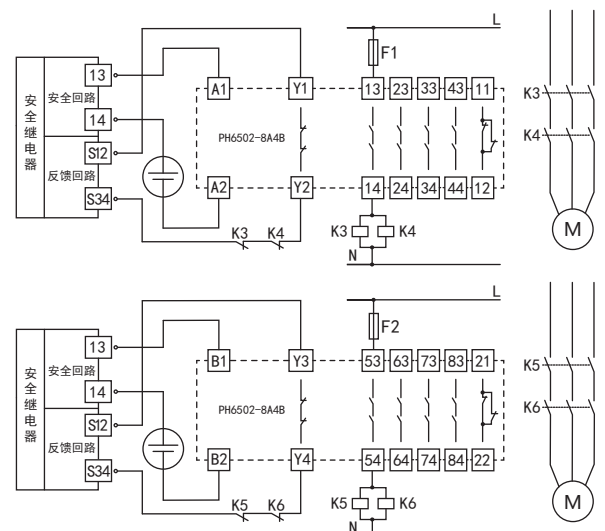 L
F1
13 A1 Y1 13 23 33 43 11
安全继电器
安全回路
K3
14
PH6502-8A4B
K4
S12
反馈回路
S34 A2 Y2 14 24 34 44 12
K3 K4
K3 K4
M
N
L
F2
13 B1 Y3 53 63 73 83 21
安全继电器
安全回路
K5
14
PH6502-8A4B
K6
S12
反馈回路
S34 B2 Y4 54 64 74 84 22
K5 K6
K5 K6
M
N